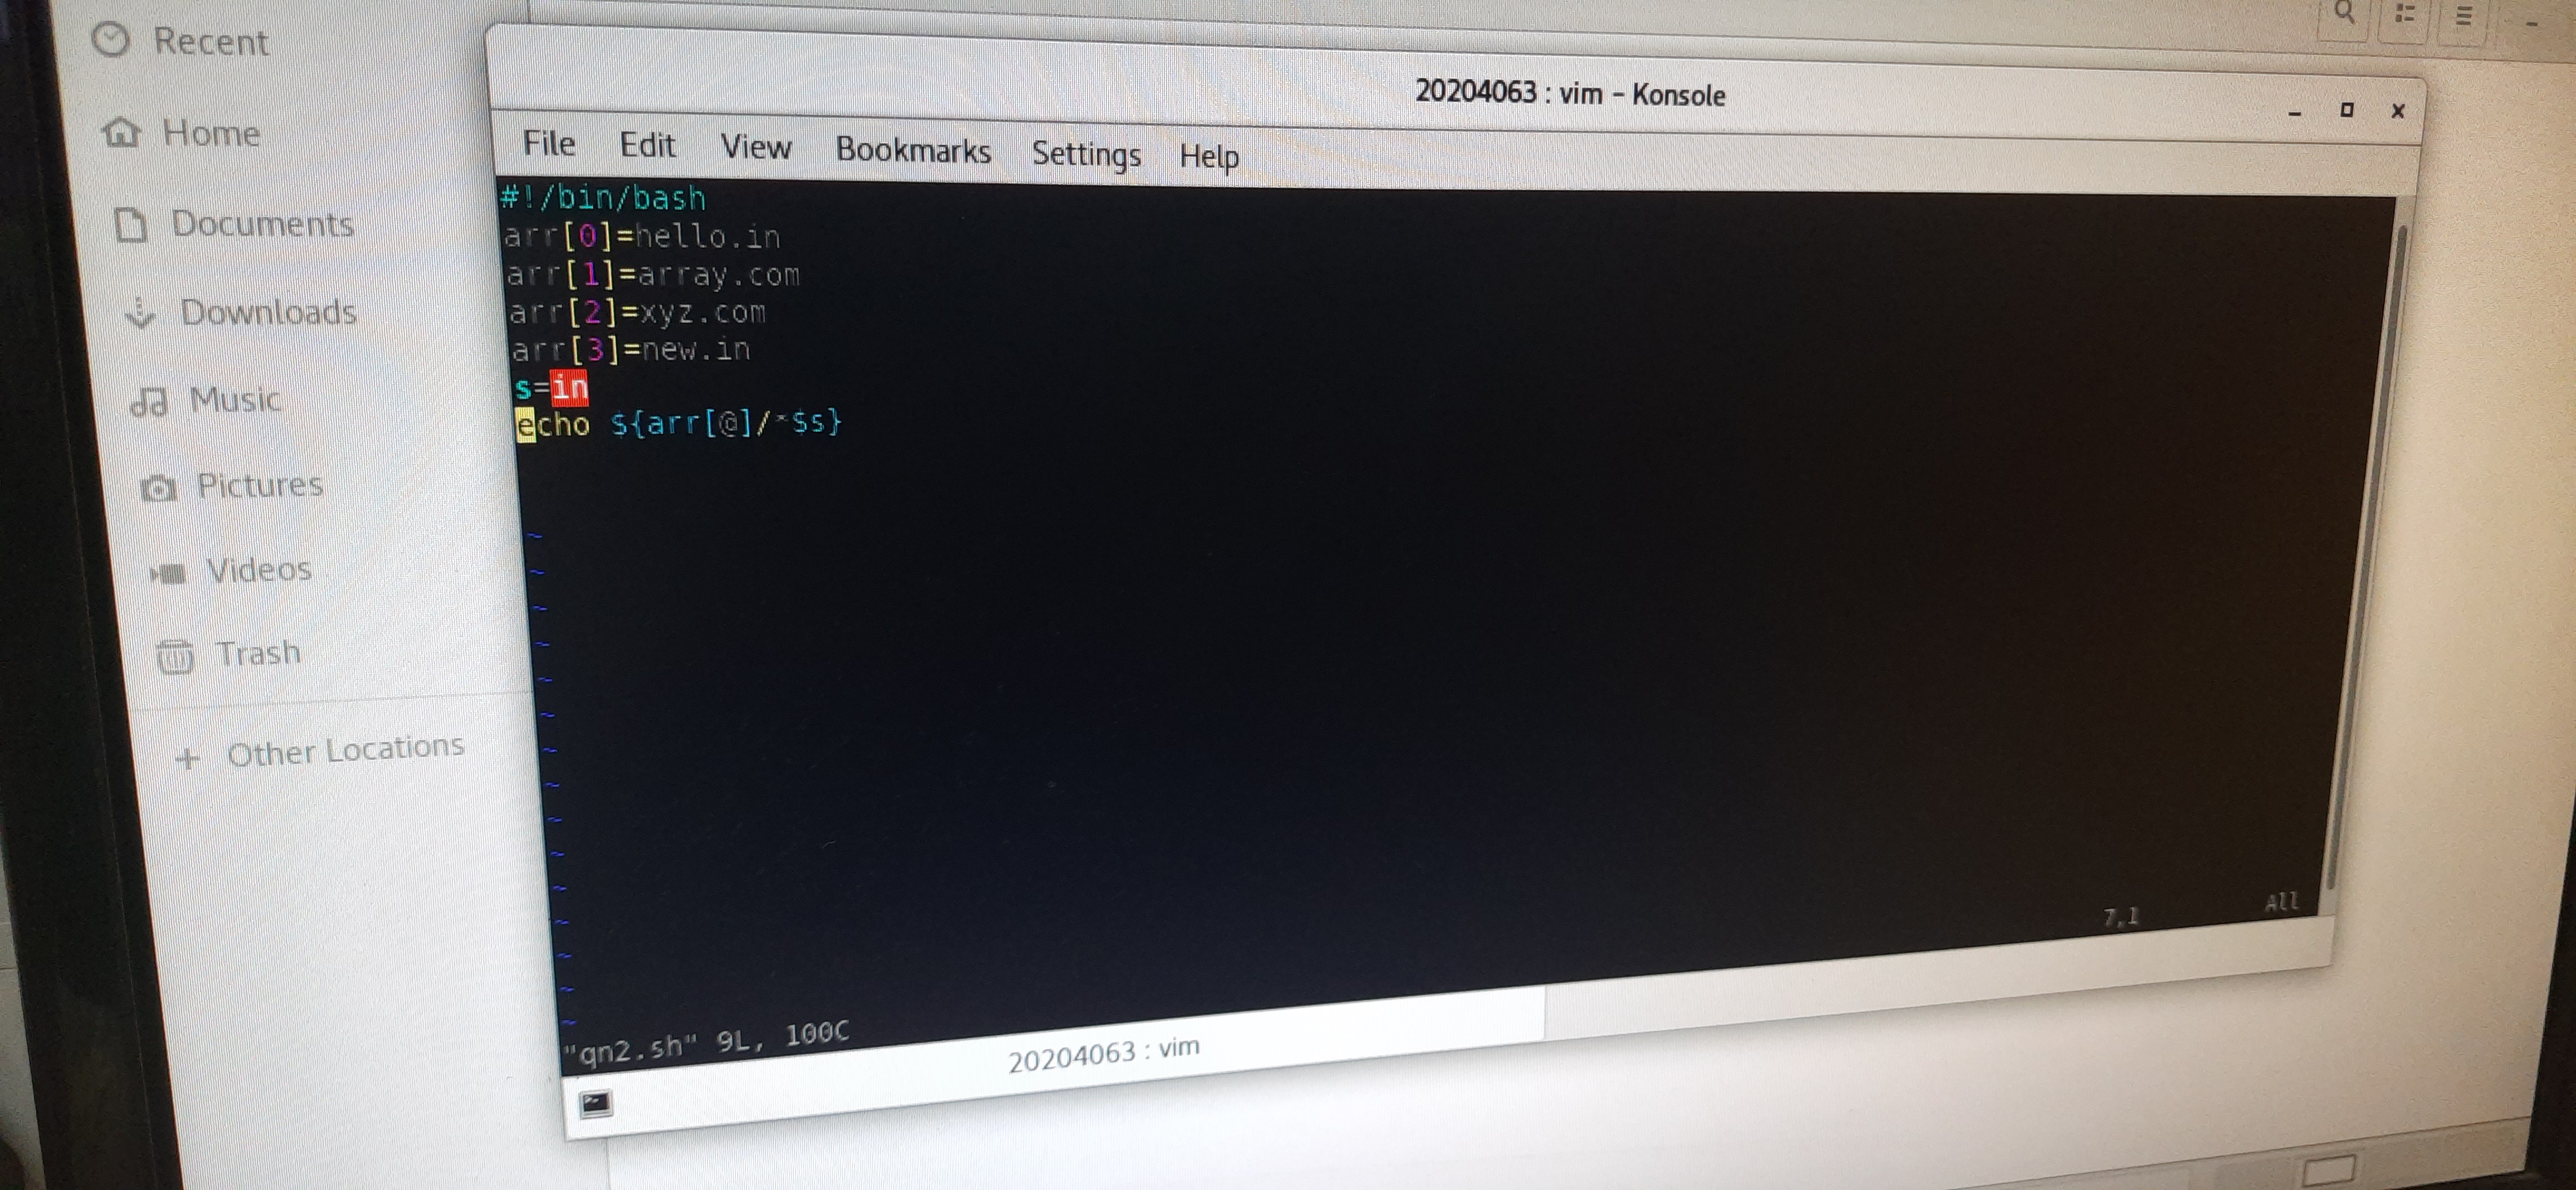 Recent
Home
Documents
Downloads
Music
Pictures
Videos
Trash
+ Other Locations
20204063 : vim – Konsole
File Edit View Bookmarks Settings Help
#!/bin/bash
arr[0]=hello.in
arr[1]=array.com
arr[2]=xyz.com
arr[3]=new.in
s=in
echo ${arr[@]/*$s}
~
~
~
~
~
~
~
~
~
~
~
~
~
~
"qn2.sh" 9L, 100C 7,1 All
20204063 : vim